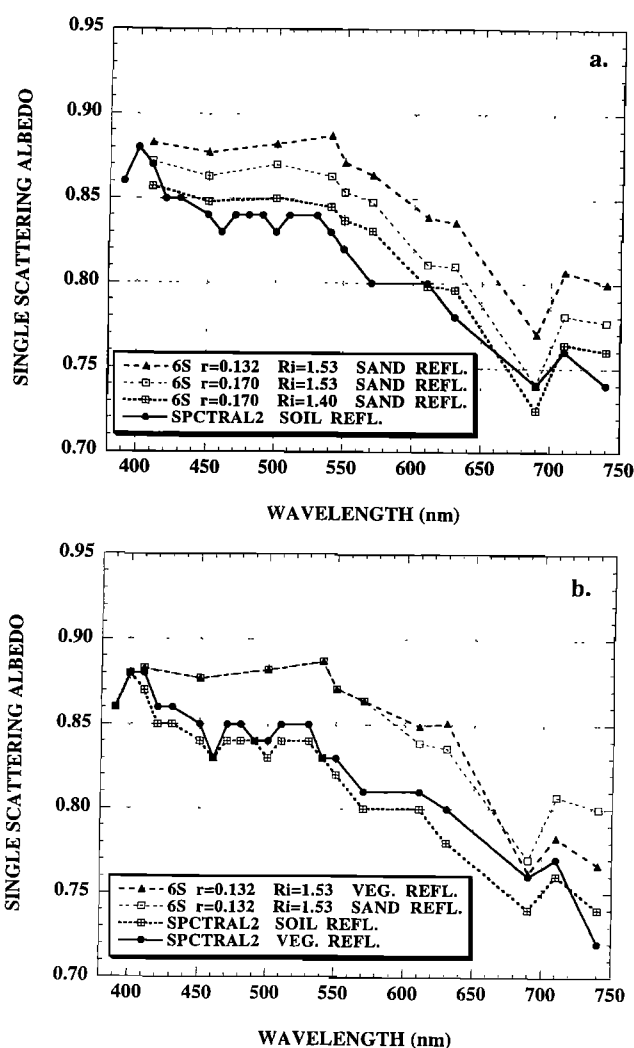 a.
SINGLE SCATTERING ALBEDO
0.95
0.90
0.85
0.80
0.75
0.70
6S r=0.132 Ri=1.53 SAND REFL.
6S r=0.170 Ri=1.53 SAND REFL.
6S r=0.170 Ri=1.40 SAND REFL.
SPCTRAL2 SOIL REFL.
400 450 500 550 600 650 700 750
WAVELENGTH (nm)
b.
SINGLE SCATTERING ALBEDO
0.95
0.90
0.85
0.80
0.75
0.70
6S r=0.132 Ri=1.53 VEG. REFL.
6S r=0.132 Ri=1.53 SAND REFL.
SPCTRAL2 SOIL REFL.
SPCTRAL2 VEG. REFL.
400 450 500 550 600 650 700 750
WAVELENGTH (nm)